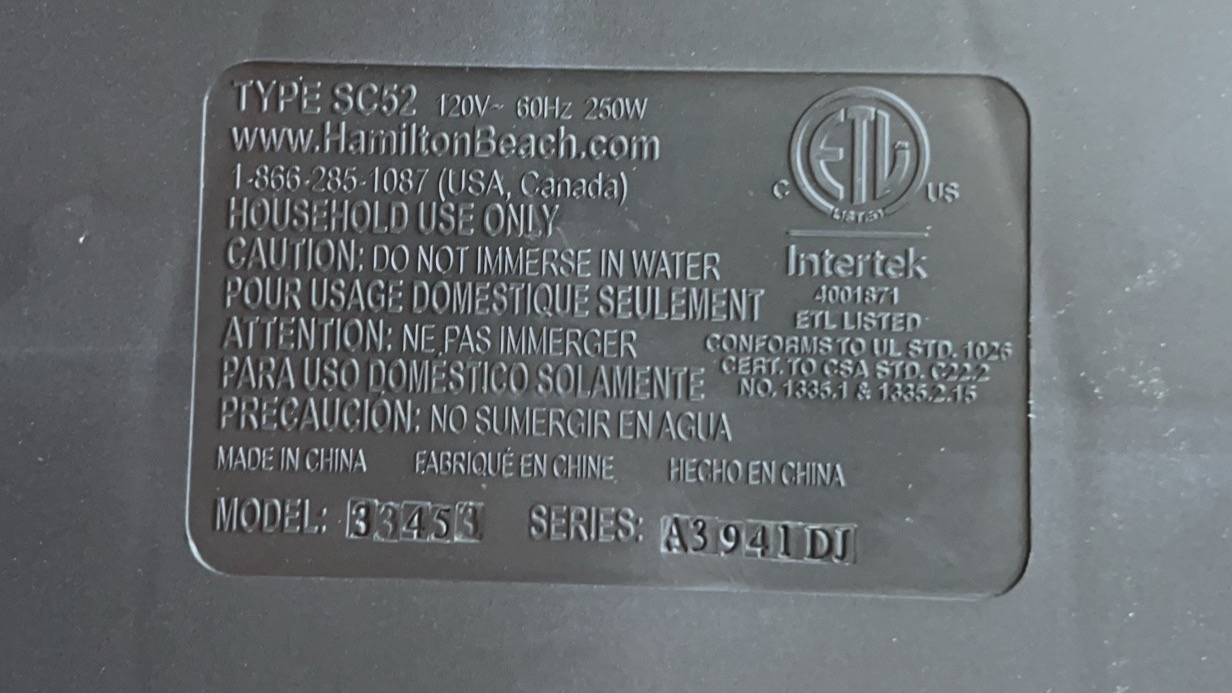 TYPE SC52 120V~ 60Hz 250W
www.HamiltonBeach.com
1-866-285-1087 (USA, Canada)
HOUSEHOLD USE ONLY
CAUTION: DO NOT IMMERSE IN WATER
POUR USAGE DOMESTIQUE SEULEMENT
ATTENTION: NE PAS IMMERGER
PARA USO DOMÉSTICO SOLAMENTE
PRECAUCIÓN: NO SUMERGIR EN AGUA
MADE IN CHINA FABRIQUÉ EN CHINE HECHO EN CHINA
MODEL: 33453 SERIES: A3941DJ
ETL
C US
LISTED
Intertek
4001871
ETL LISTED
CONFORMS TO UL STD. 1026
CERT. TO CSA STD. C22.2
NO. 1335.1 & 1335.2.15